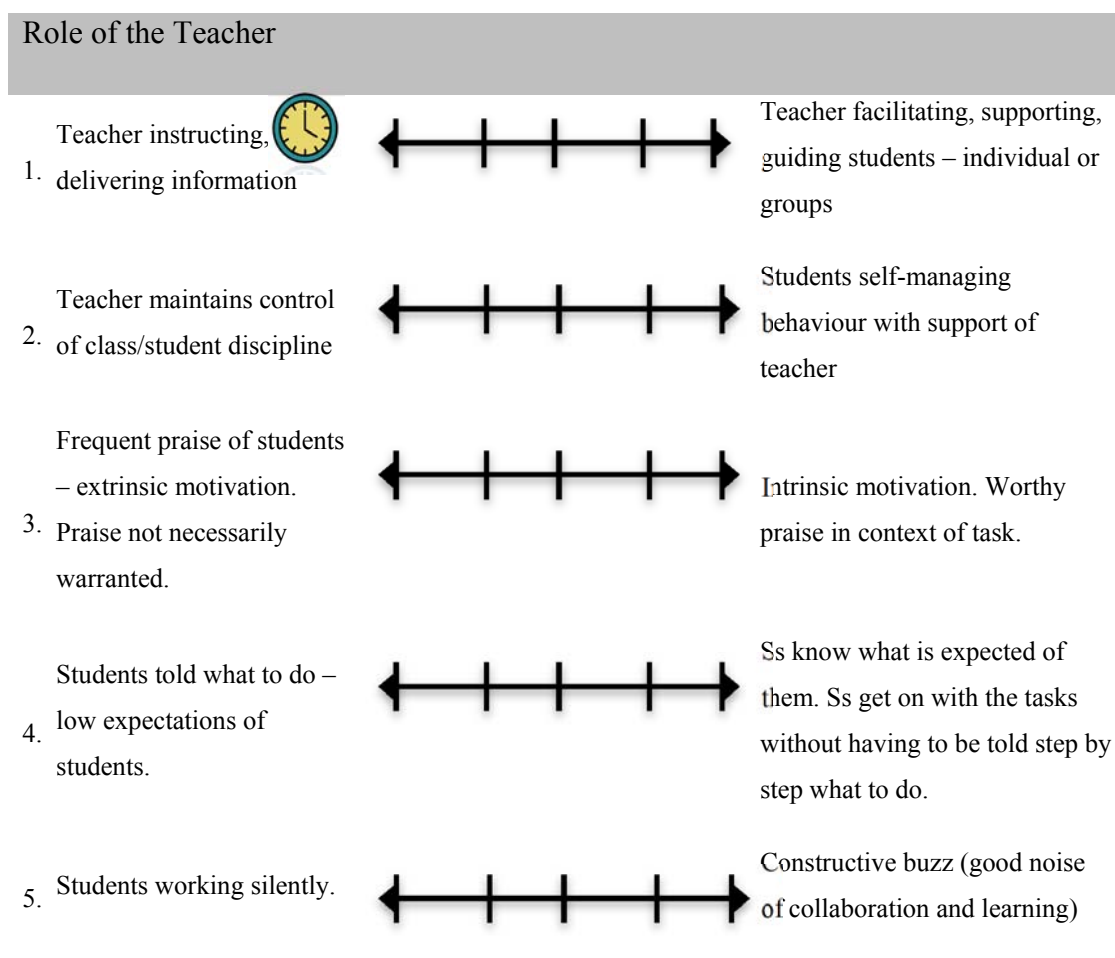 Role of the Teacher
1. Teacher instructing,
delivering information
Teacher facilitating, supporting,
guiding students – individual or
groups
2. Teacher maintains control
of class/student discipline
Students self-managing
behaviour with support of
teacher
3. Frequent praise of students
– extrinsic motivation.
Praise not necessarily
warranted.
Intrinsic motivation. Worthy
praise in context of task.
4. Students told what to do –
low expectations of
students.
Ss know what is expected of
them. Ss get on with the tasks
without having to be told step by
step what to do.
5. Students working silently.
Constructive buzz (good noise
of collaboration and learning)